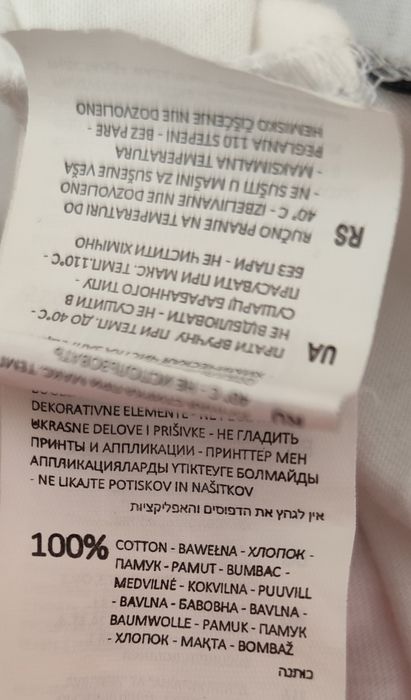 40°C - НЕ ИСПОЛЬЗОВАТЬ
UA ПРАТИ ВРУЧНУ ПРИ ТЕМП. ДО 40°C -
НЕ ВІДБІЛЮВАТИ - НЕ СУШИТИ В
СУШАРЦІ БАРАБАННОГО ТИПУ -
ПРАСУВАТИ ПРИ МАКС. ТЕМП.110°C -
БЕЗ ПАРИ - НЕ ЧИСТИТИ ХІМІЧНО
RS RUČNO PRANJE NA TEMPERATURI DO
40° C - IZBELJIVANJE NIJE DOZVOLJENO
- NE SUŠITI U MAŠINI ZA SUŠENJE VEŠA
- MAKSIMALNA TEMPERATURA
PEGLANJA 110 STEPENI - BEZ PARE -
HEMIJSKO ČIŠĆENJE NIJE DOZVOLJENO
DEKORATIVNE ELEMENTE -
UKRASNE DELOVE I PRIŠIVKE - НЕ ГЛАДИТЬ
ПРИНТЫ И АППЛИКАЦИИ - ПРИНТТЕР МЕН
АППЛИКАЦИЯЛАРДЫ ҮТІКТЕУГЕ БОЛМАЙДЫ
- NE LIKAJTE POTISKOV IN NAŠITKOV
אין לגהץ את הדפוסים והאפליקציות
100% COTTON - BAWEŁNA - ХЛОПОК -
ПАМУК - PAMUT - BUMBAC -
MEDVILNĖ - KOKVILNA - PUUVILL
- BAVLNA - БАВОВНА - BAVLNA -
BAUMWOLLE - PAMUK - ПАМУК
- ХЛОПОК - МАҚТА - BOMBAŽ
כותנה